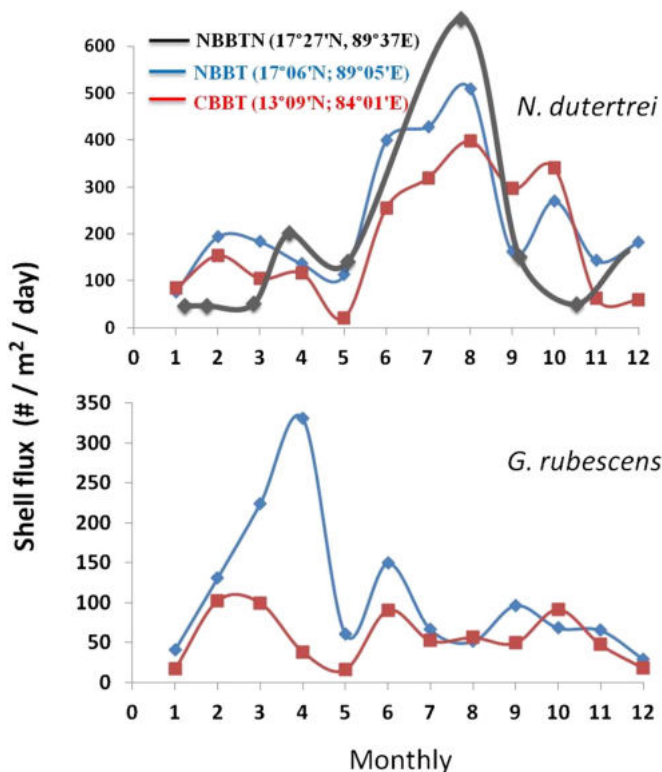 600
500
400
300
200
100
0
NBBTN (17°27'N, 89°37E)
NBBT (17°06'N; 89°05'E)
CBBT (13°09'N; 84°01'E)
N. dutertrei
0 1 2 3 4 5 6 7 8 9 10 11 12
Shell flux (# / m² / day)
350
300
250
200
150
100
50
0
G. rubescens
0 1 2 3 4 5 6 7 8 9 10 11 12
Monthly